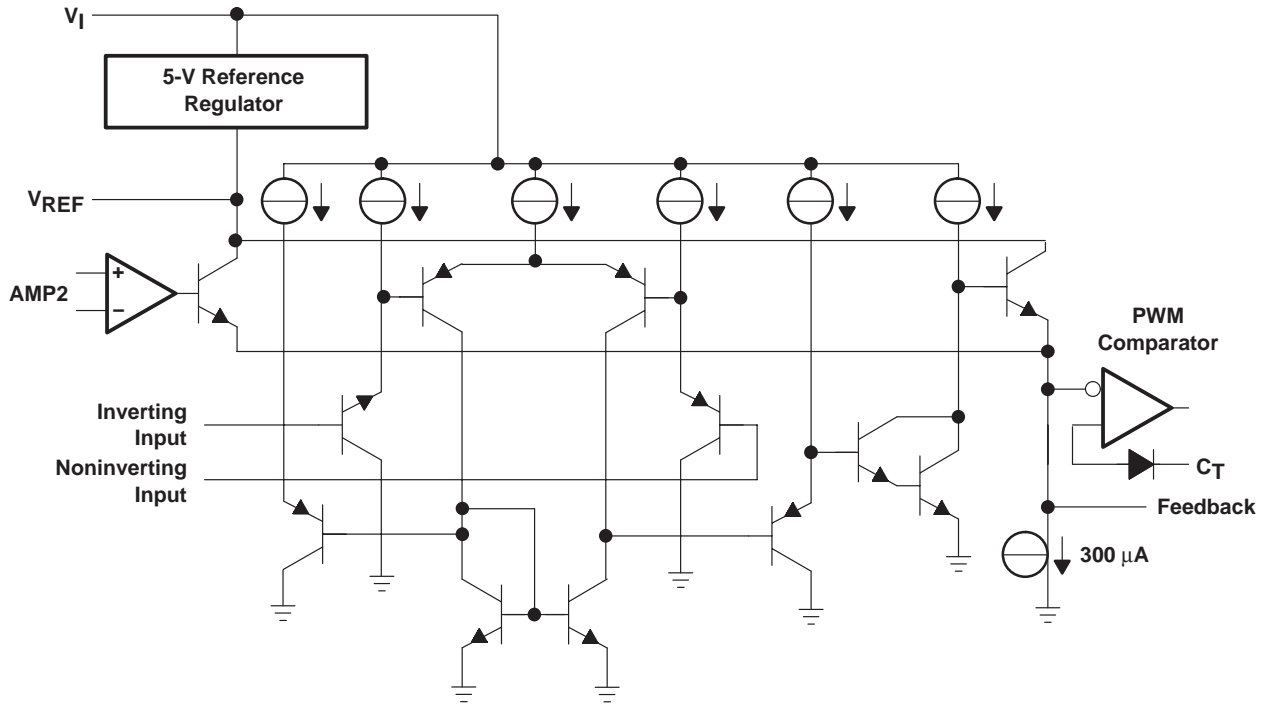 VI
5-V Reference
Regulator
VREF
AMP2
+
−
PWM
Comparator
Inverting
Input
Noninverting
Input
CT
Feedback
300 μA